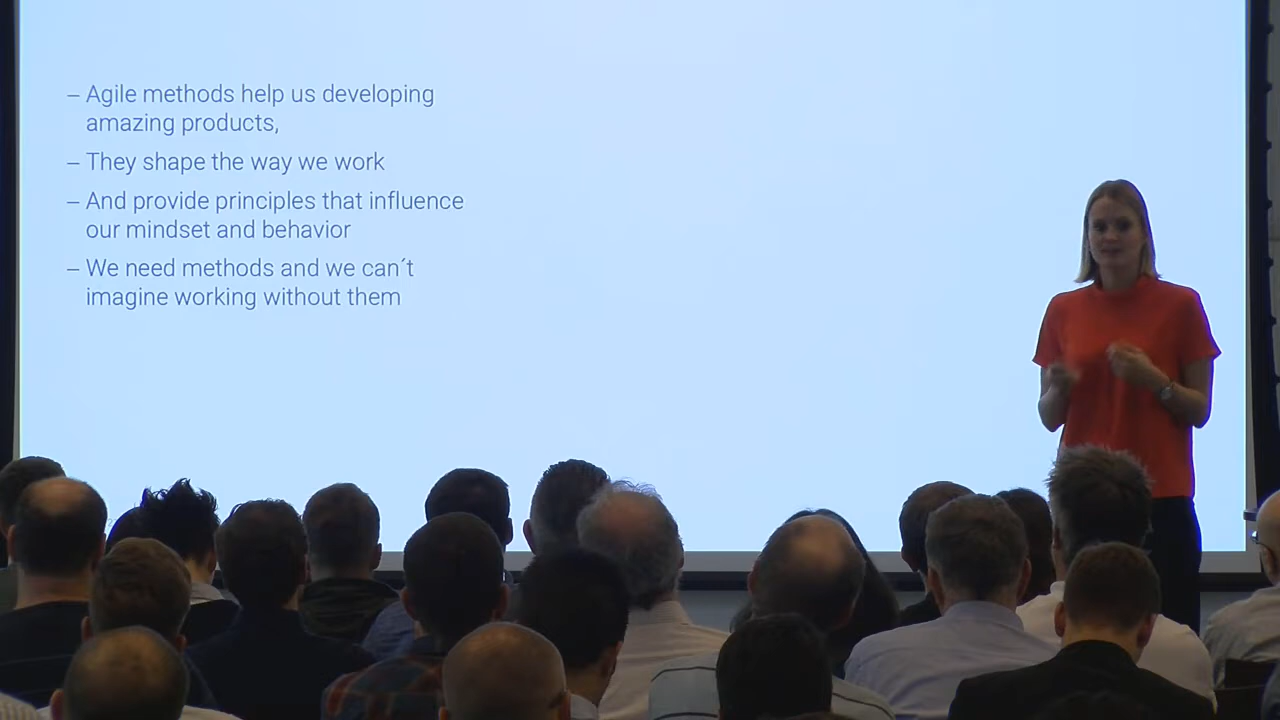 – Agile methods help us developing
amazing products,
– They shape the way we work
– And provide principles that influence
our mindset and behavior
– We need methods and we can´t
imagine working without them